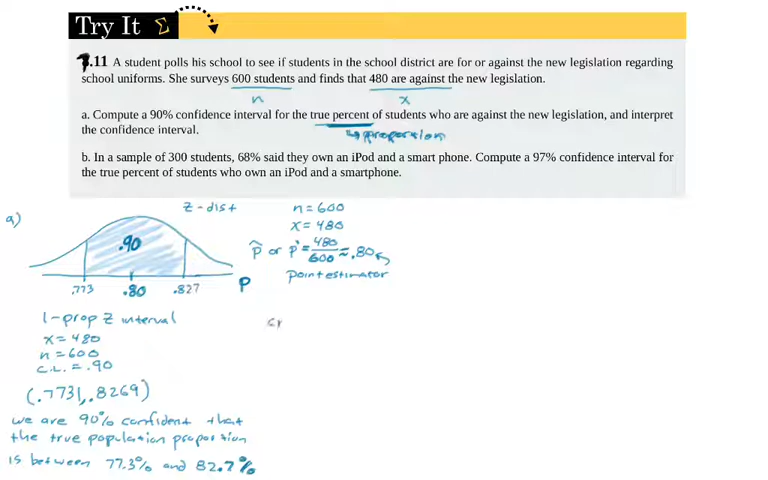 Try It Σ
7.11 A student polls his school to see if students in the school district are for or against the new legislation regarding
school uniforms. She surveys 600 students and finds that 480 are against the new legislation.
n x
a. Compute a 90% confidence interval for the true percent of students who are against the new legislation, and interpret
the confidence interval.
↳ proporsion
b. In a sample of 300 students, 68% said they own an iPod and a smart phone. Compute a 97% confidence interval for
the true percent of students who own an iPod and a smartphone.
a)
z-dist
.90
.773 .80 .827 P
n=600
x=480
p̂ or p' = 480/600 ≈ .80
point estimator
1-prop Z interval
x=480
n=600
C.L. = .90
(.7731, .8269)
we are 90% confident that
the true population proportion
is between 77.3% and 82.7%